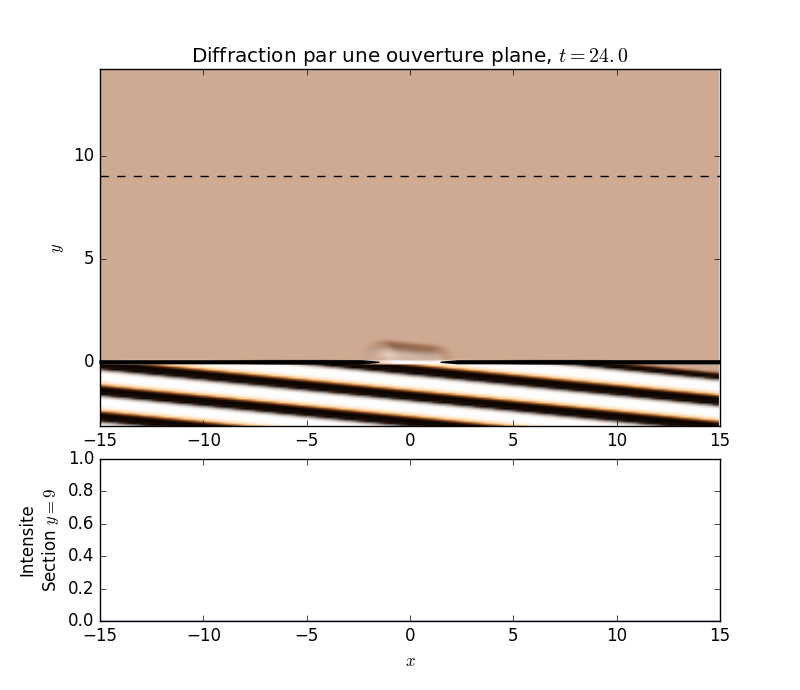 Diffraction par une ouverture plane, t = 24.0
10
5
0
y
−15 −10 −5 0 5 10 15
1.0
0.8
0.6
0.4
0.2
0.0
Intensite
Section y = 9
−15 −10 −5 0 5 10 15
x